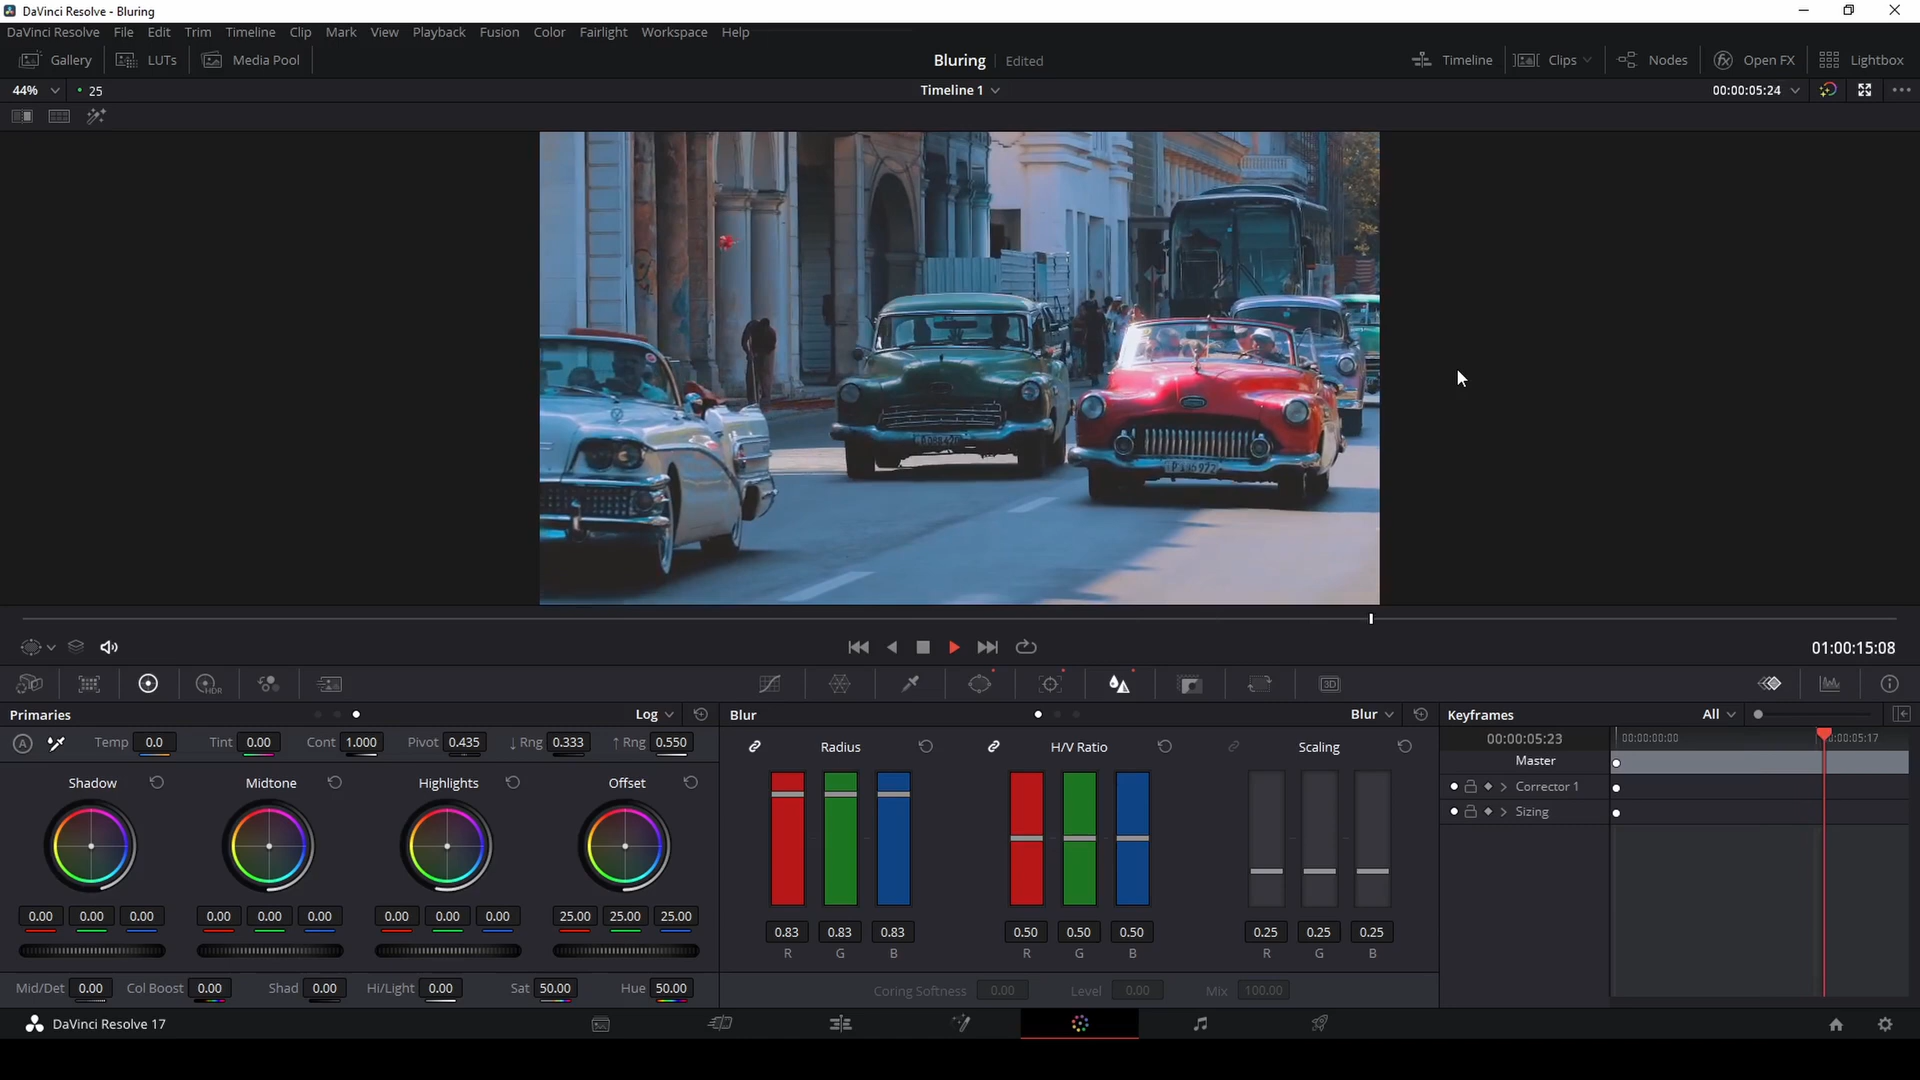 DaVinci Resolve - Bluring
DaVinci Resolve File Edit Trim Timeline Clip Mark View Playback Fusion Color Fairlight Workspace Help
Gallery LUTs Media Pool Bluring Edited Timeline Clips Nodes Open FX Lightbox
44% 25 Timeline 1 00:00:05:24
01:00:15:08
HDR 3D
Primaries Log Blur Blur Keyframes All
A Temp 0.0 Tint 0.00 Cont 1.000 Pivot 0.435 ↓ Rng 0.333 ↑ Rng 0.550 Radius H/V Ratio Scaling 00:00:05:23 00:00:00:00 0:00:05:17
Master
Shadow Midtone Highlights Offset Corrector 1
Sizing
0.00 0.00 0.00 0.00 0.00 0.00 0.00 0.00 0.00 25.00 25.00 25.00
0.83 0.83 0.83 0.50 0.50 0.50 0.25 0.25 0.25
R G B R G B R G B
Mid/Det 0.00 Col Boost 0.00 Shad 0.00 Hi/Light 0.00 Sat 50.00 Hue 50.00 Coring Softness 0.00 Level 0.00 Mix 100.00
DaVinci Resolve 17